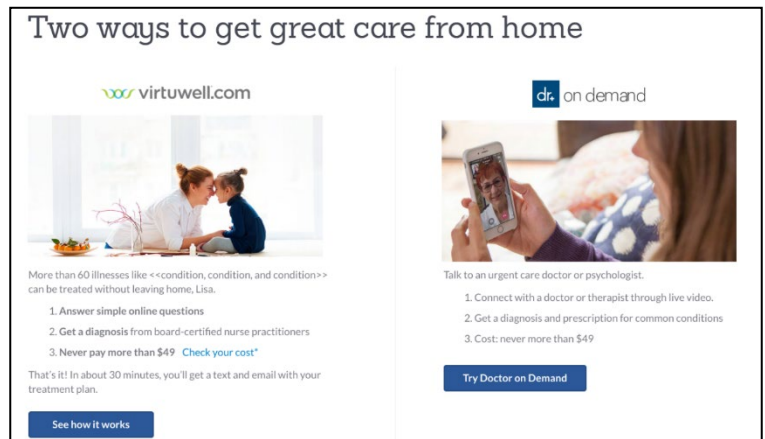 Two ways to get great care from home
virtuwell.com
More than 60 illnesses like <<condition, condition, and condition>>
can be treated without leaving home, Lisa.
1. Answer simple online questions
2. Get a diagnosis from board-certified nurse practitioners
3. Never pay more than $49 Check your cost*
That's it! In about 30 minutes, you'll get a text and email with your
treatment plan.
See how it works
dr+ on demand
Talk to an urgent care doctor or psychologist.
1. Connect with a doctor or therapist through live video.
2. Get a diagnosis and prescription for common conditions
3. Cost: never more than $49
Try Doctor on Demand